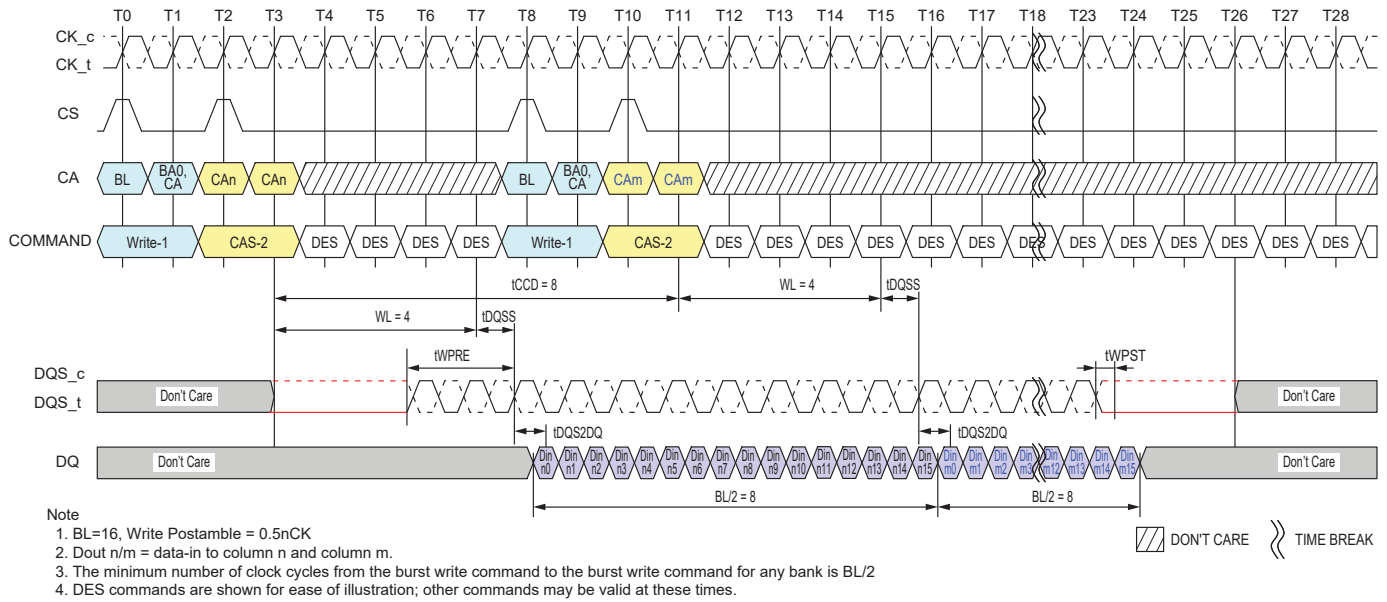 T0 T1 T2 T3 T4 T5 T6 T7 T8 T9 T10 T11 T12 T13 T14 T15 T16 T17 T18 T23 T24 T25 T26 T27 T28
CK_c
CK_t
CS
CA BL BA0, CA CAn CAn BL BA0, CA CAm CAm
COMMAND Write-1 CAS-2 DES DES DES DES Write-1 CAS-2 DES DES DES DES DES DES DES DES DES DES DES DES DES
tCCD = 8 WL = 4 tDQSS
WL = 4 tDQSS
tWPRE tWPST
DQS_c
DQS_t Don't Care Don't Care
tDQS2DQ tDQS2DQ
DQ Don't Care Din n0 Din n1 Din n2 Din n3 Din n4 Din n5 Din n6 Din n7 Din n8 Din n9 Din n10 Din n11 Din n12 Din n13 Din n14 Din n15 Din m0 Din m1 Din m2 Din m3 Din m12 Din m13 Din m14 Din m15 Don't Care
BL/2 = 8 BL/2 = 8
Note
1. BL=16, Write Postamble = 0.5nCK
2. Dout n/m = data-in to column n and column m.
3. The minimum number of clock cycles from the burst write command to the burst write command for any bank is BL/2
4. DES commands are shown for ease of illustration; other commands may be valid at these times.
DON'T CARE TIME BREAK